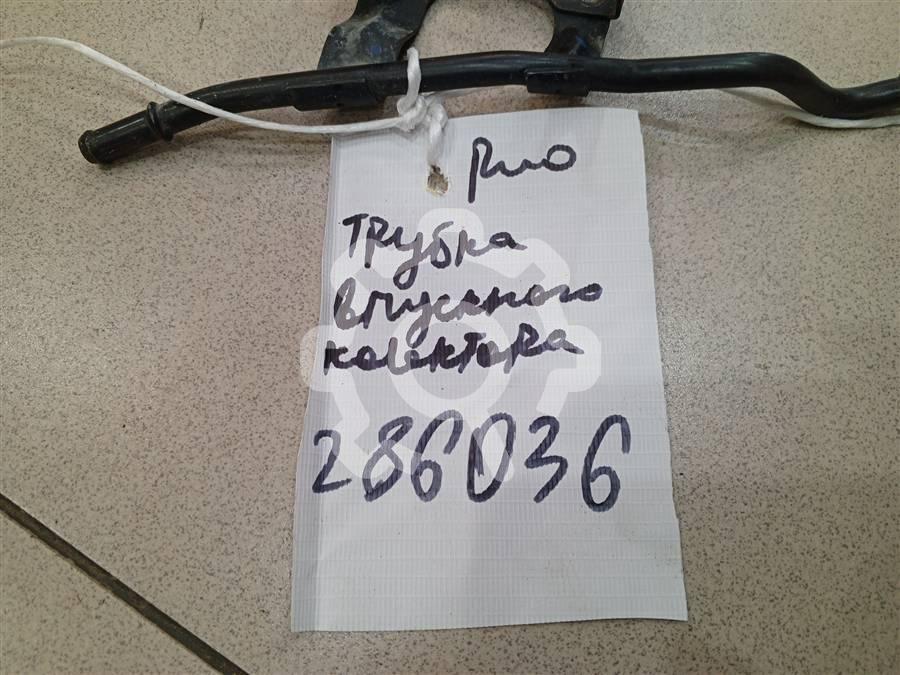 Рио
Трубка
впускного
колектора
286036